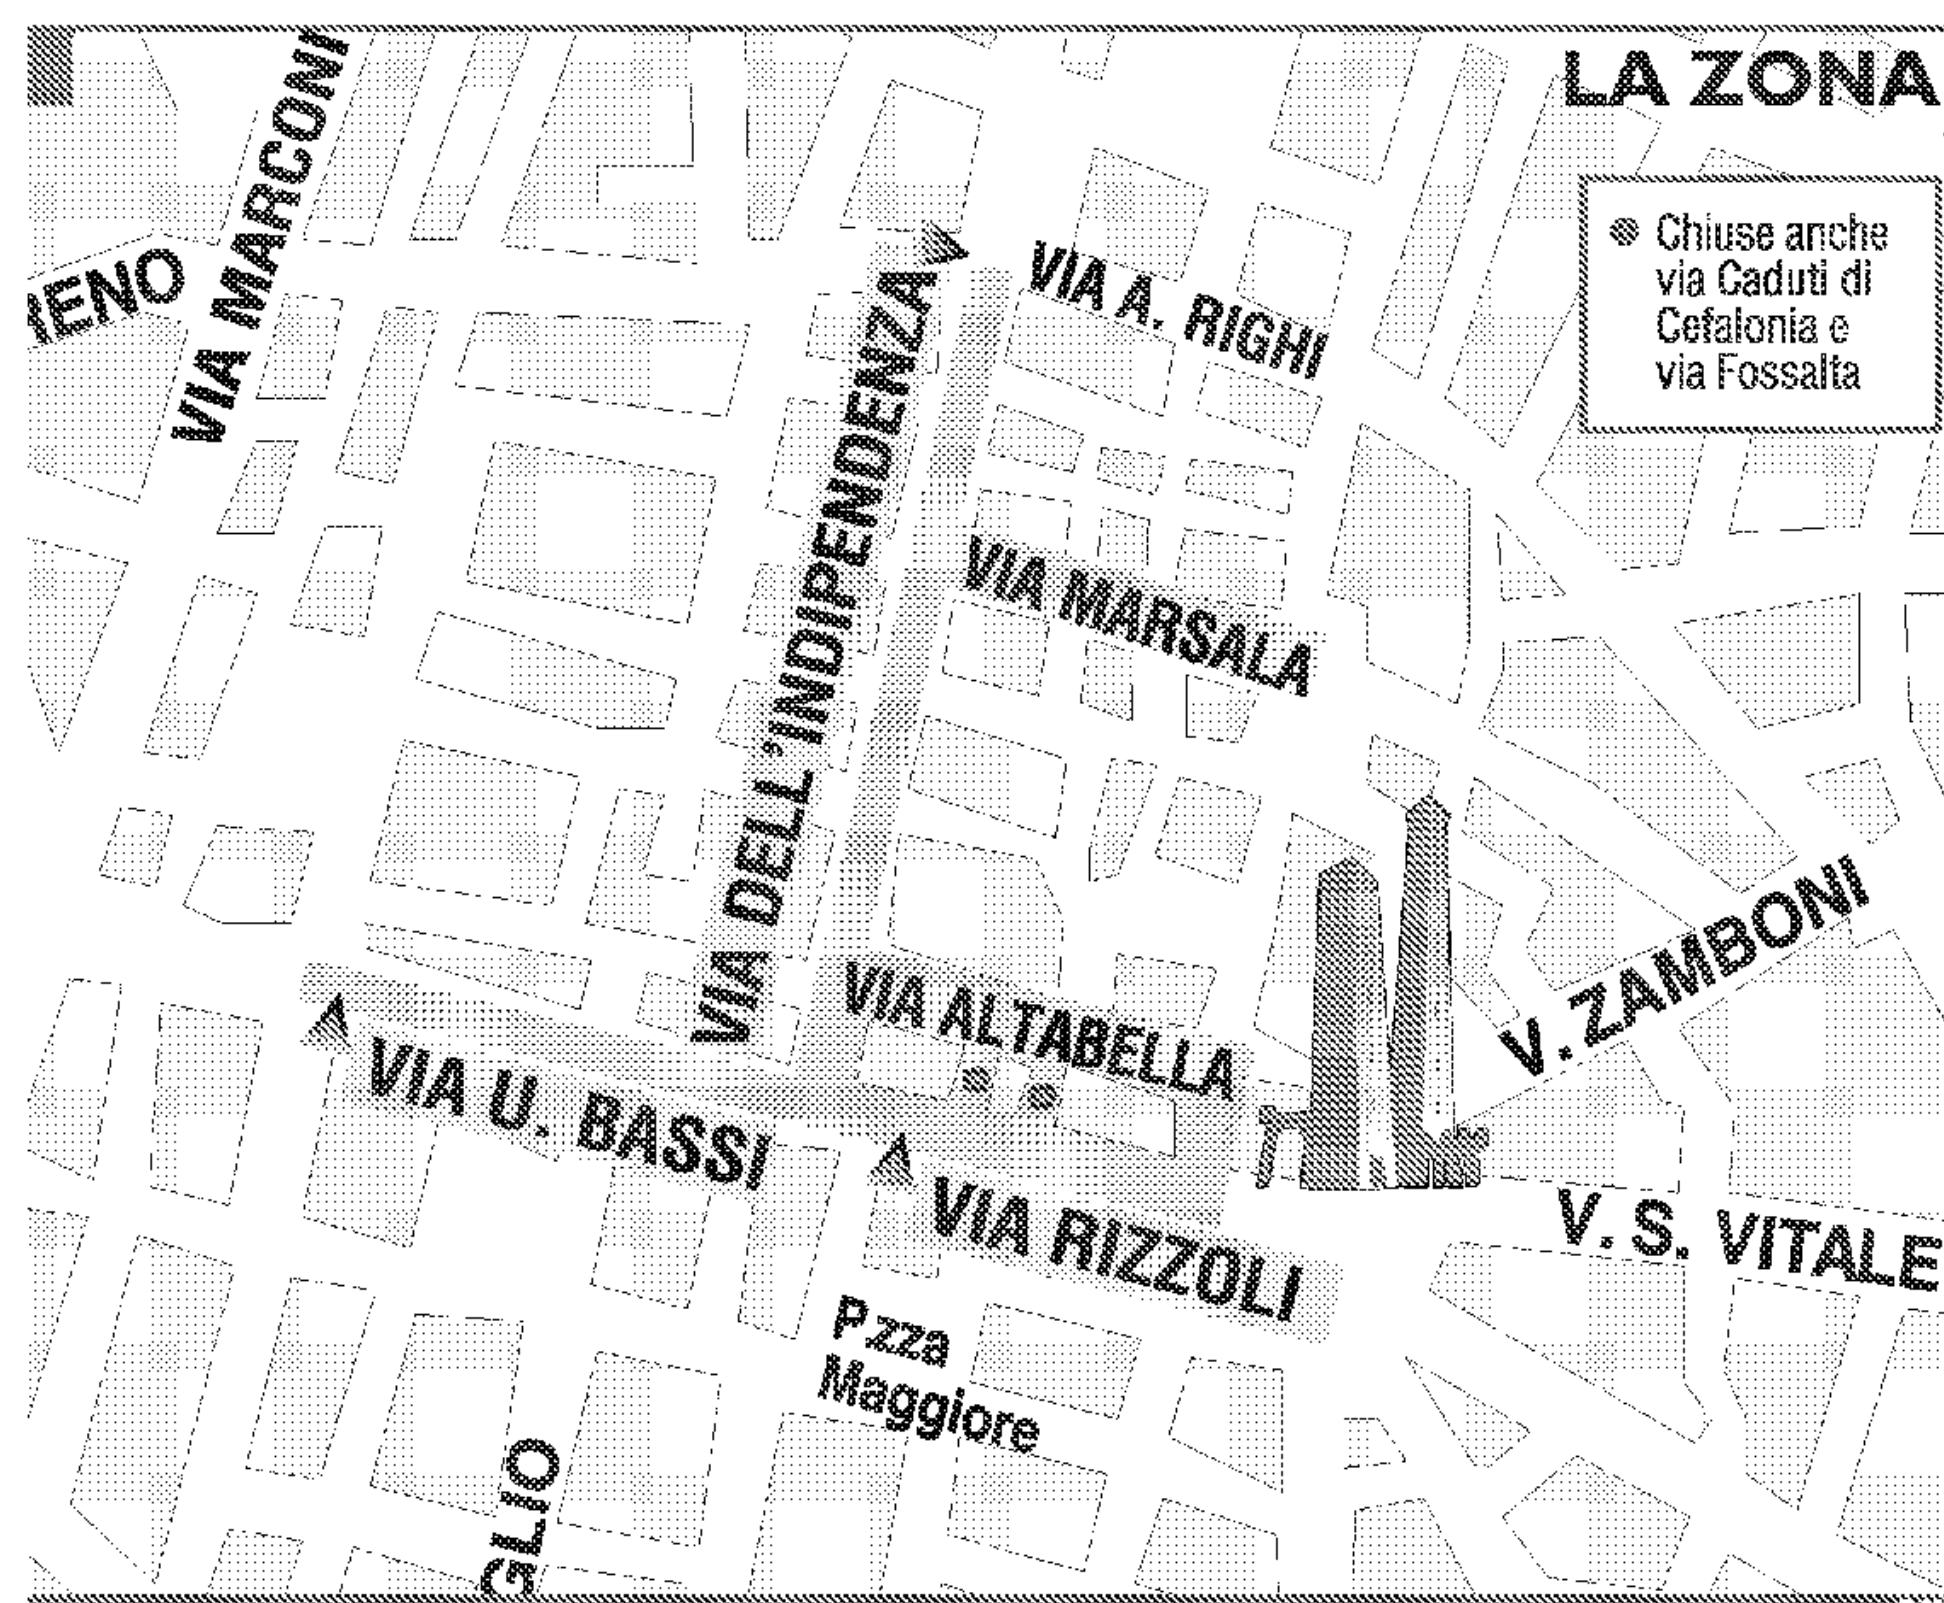 LA ZONA
Chiuse anche
via Caduti di
Cefalonia e
via Fossalta
VIA MARCONI
VIA A. RIGHI
VIA DELL'INDIPENDENZA
VIA MARSALA
V. ZAMBONI
VIA ALTABELLA
VIA U. BASSI
VIA RIZZOLI
V. S. VITALE
P.zza
Maggiore
GLIO